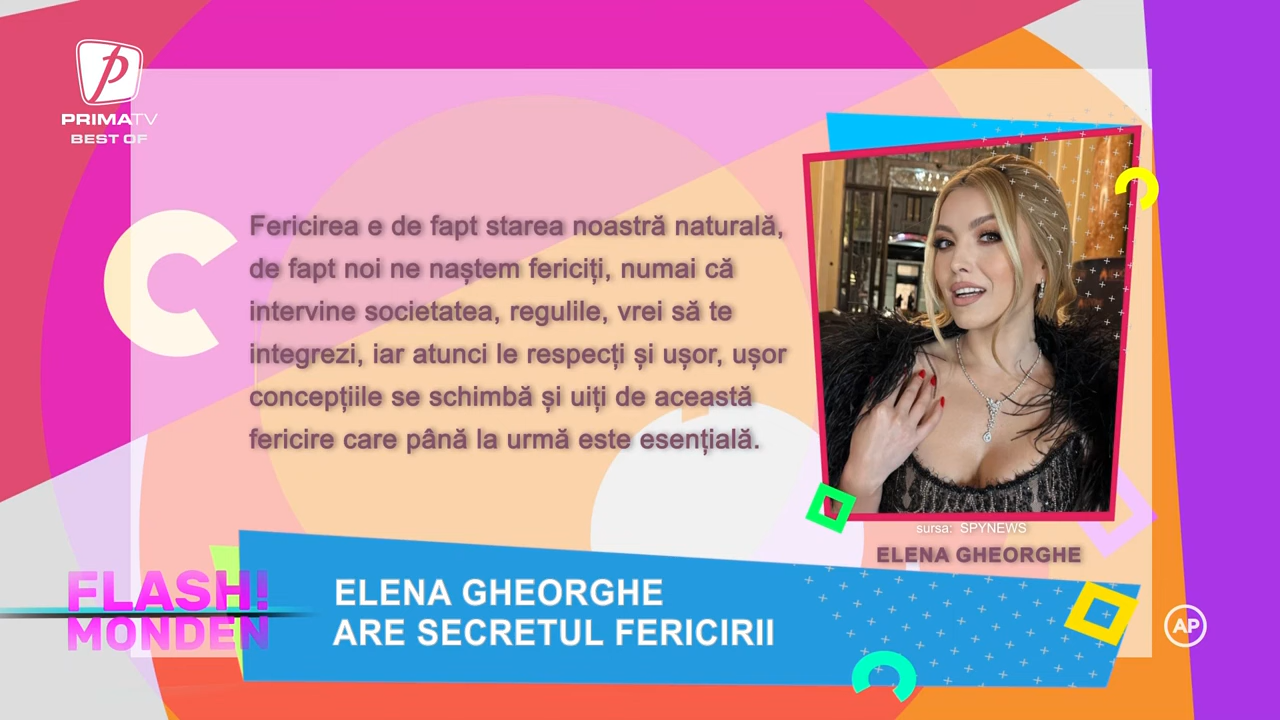 PRIMATV
BEST OF
Fericirea e de fapt starea noastră naturală,
de fapt noi ne naștem fericiți, numai că
intervine societatea, regulile, vrei să te
integrezi, iar atunci le respecți și ușor, ușor
concepțiile se schimbă și uiți de această
fericire care până la urmă este esențială.
sursa: SPYNEWS
ELENA GHEORGHE
FLASH!
MONDEN
ELENA GHEORGHE
ARE SECRETUL FERICIRII
AP